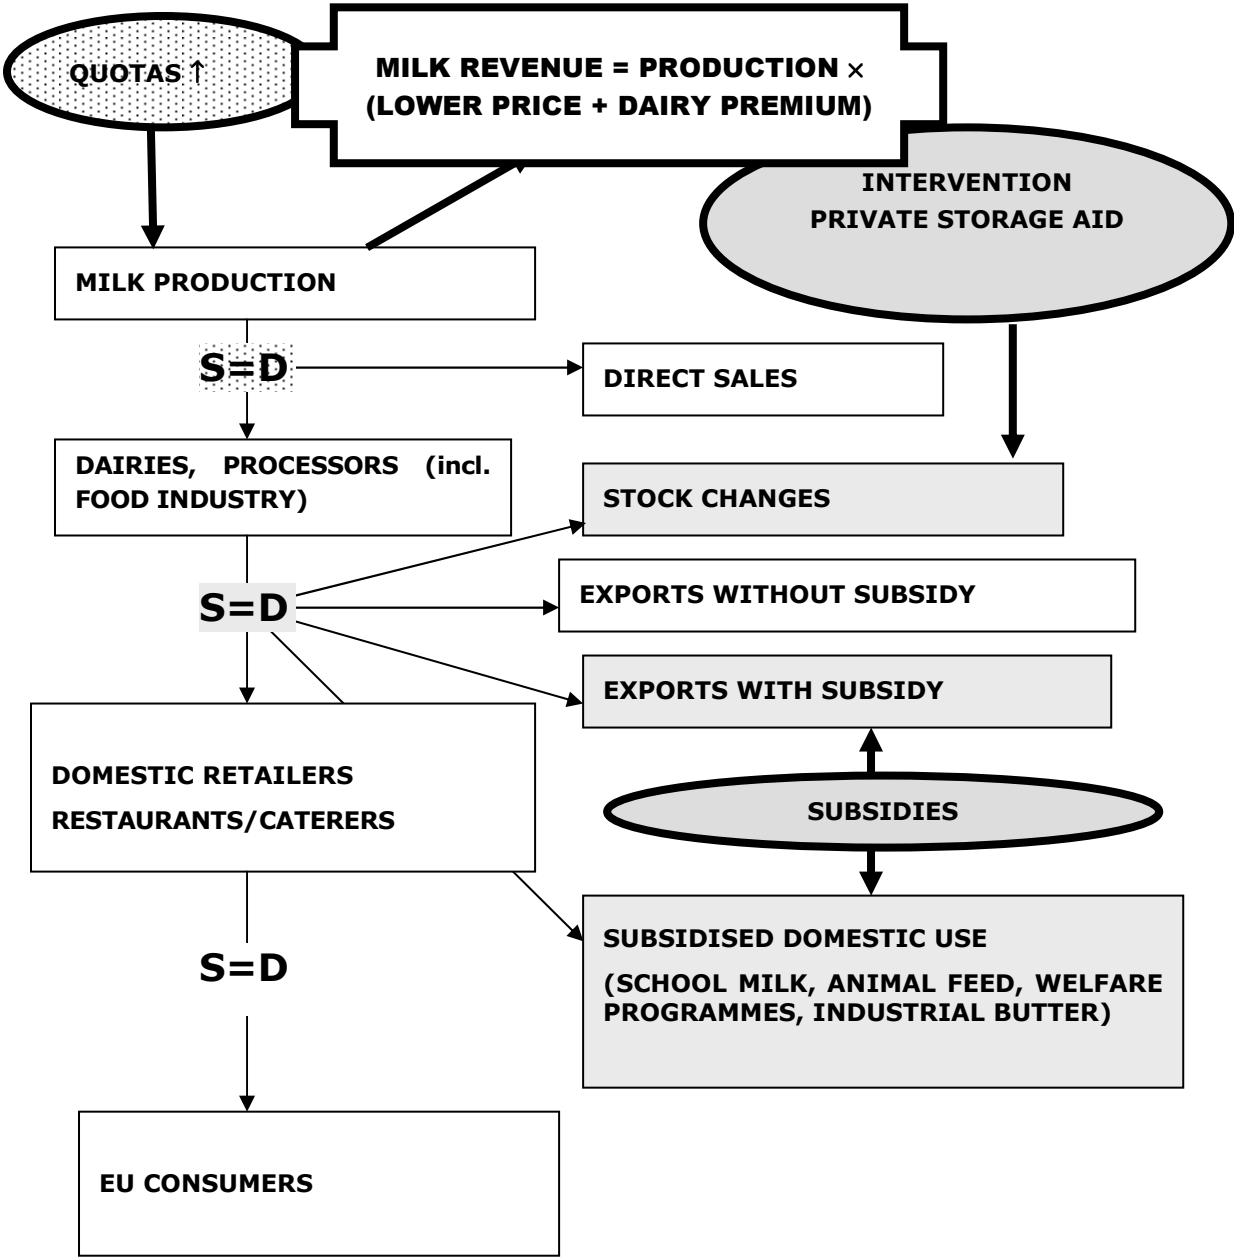 QUOTAS ↑
MILK REVENUE = PRODUCTION ×
(LOWER PRICE + DAIRY PREMIUM)
INTERVENTION
PRIVATE STORAGE AID
MILK PRODUCTION
S=D
DIRECT SALES
DAIRIES, PROCESSORS (incl.
FOOD INDUSTRY)
STOCK CHANGES
S=D
EXPORTS WITHOUT SUBSIDY
EXPORTS WITH SUBSIDY
DOMESTIC RETAILERS
RESTAURANTS/CATERERS
SUBSIDIES
S=D
SUBSIDISED DOMESTIC USE
(SCHOOL MILK, ANIMAL FEED, WELFARE
PROGRAMMES, INDUSTRIAL BUTTER)
EU CONSUMERS